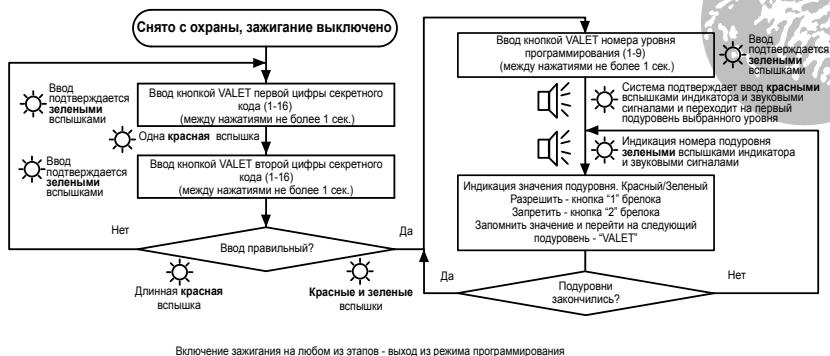 Снято с охраны, зажигание выключено
Ввод
подтверждается
зелеными
вспышками
Ввод кнопкой VALET первой цифры секретного
кода (1-16)
(между нажатиями не более 1 сек.)
Одна красная вспышка
Ввод
подтверждается
зелеными
вспышками
Ввод кнопкой VALET второй цифры секретного
кода (1-16)
(между нажатиями не более 1 сек.)
Нет
Ввод правильный?
Да
Длинная красная
вспышка
Красные и зеленые
вспышки
Ввод кнопкой VALET номера уровня
программирования (1-9)
(между нажатиями не более 1 сек.)
Ввод
подтверждается
зелеными
вспышками
Система подтверждает ввод красными
вспышками индикатора и звуковыми
сигналами и переходит на первый
подуровень выбранного уровня
Индикация номера подуровня
зелеными вспышками индикатора
и звуковыми сигналами
Индикация значения подуровня. Красный/Зеленый
Разрешить - кнопка “1” брелока
Запретить - кнопка “2” брелока
Запомнить значение и перейти на следующий
подуровень - “VALET”
Да
Подуровни
закончились?
Нет
Включение зажигания на любом из этапов - выход из режима программирования